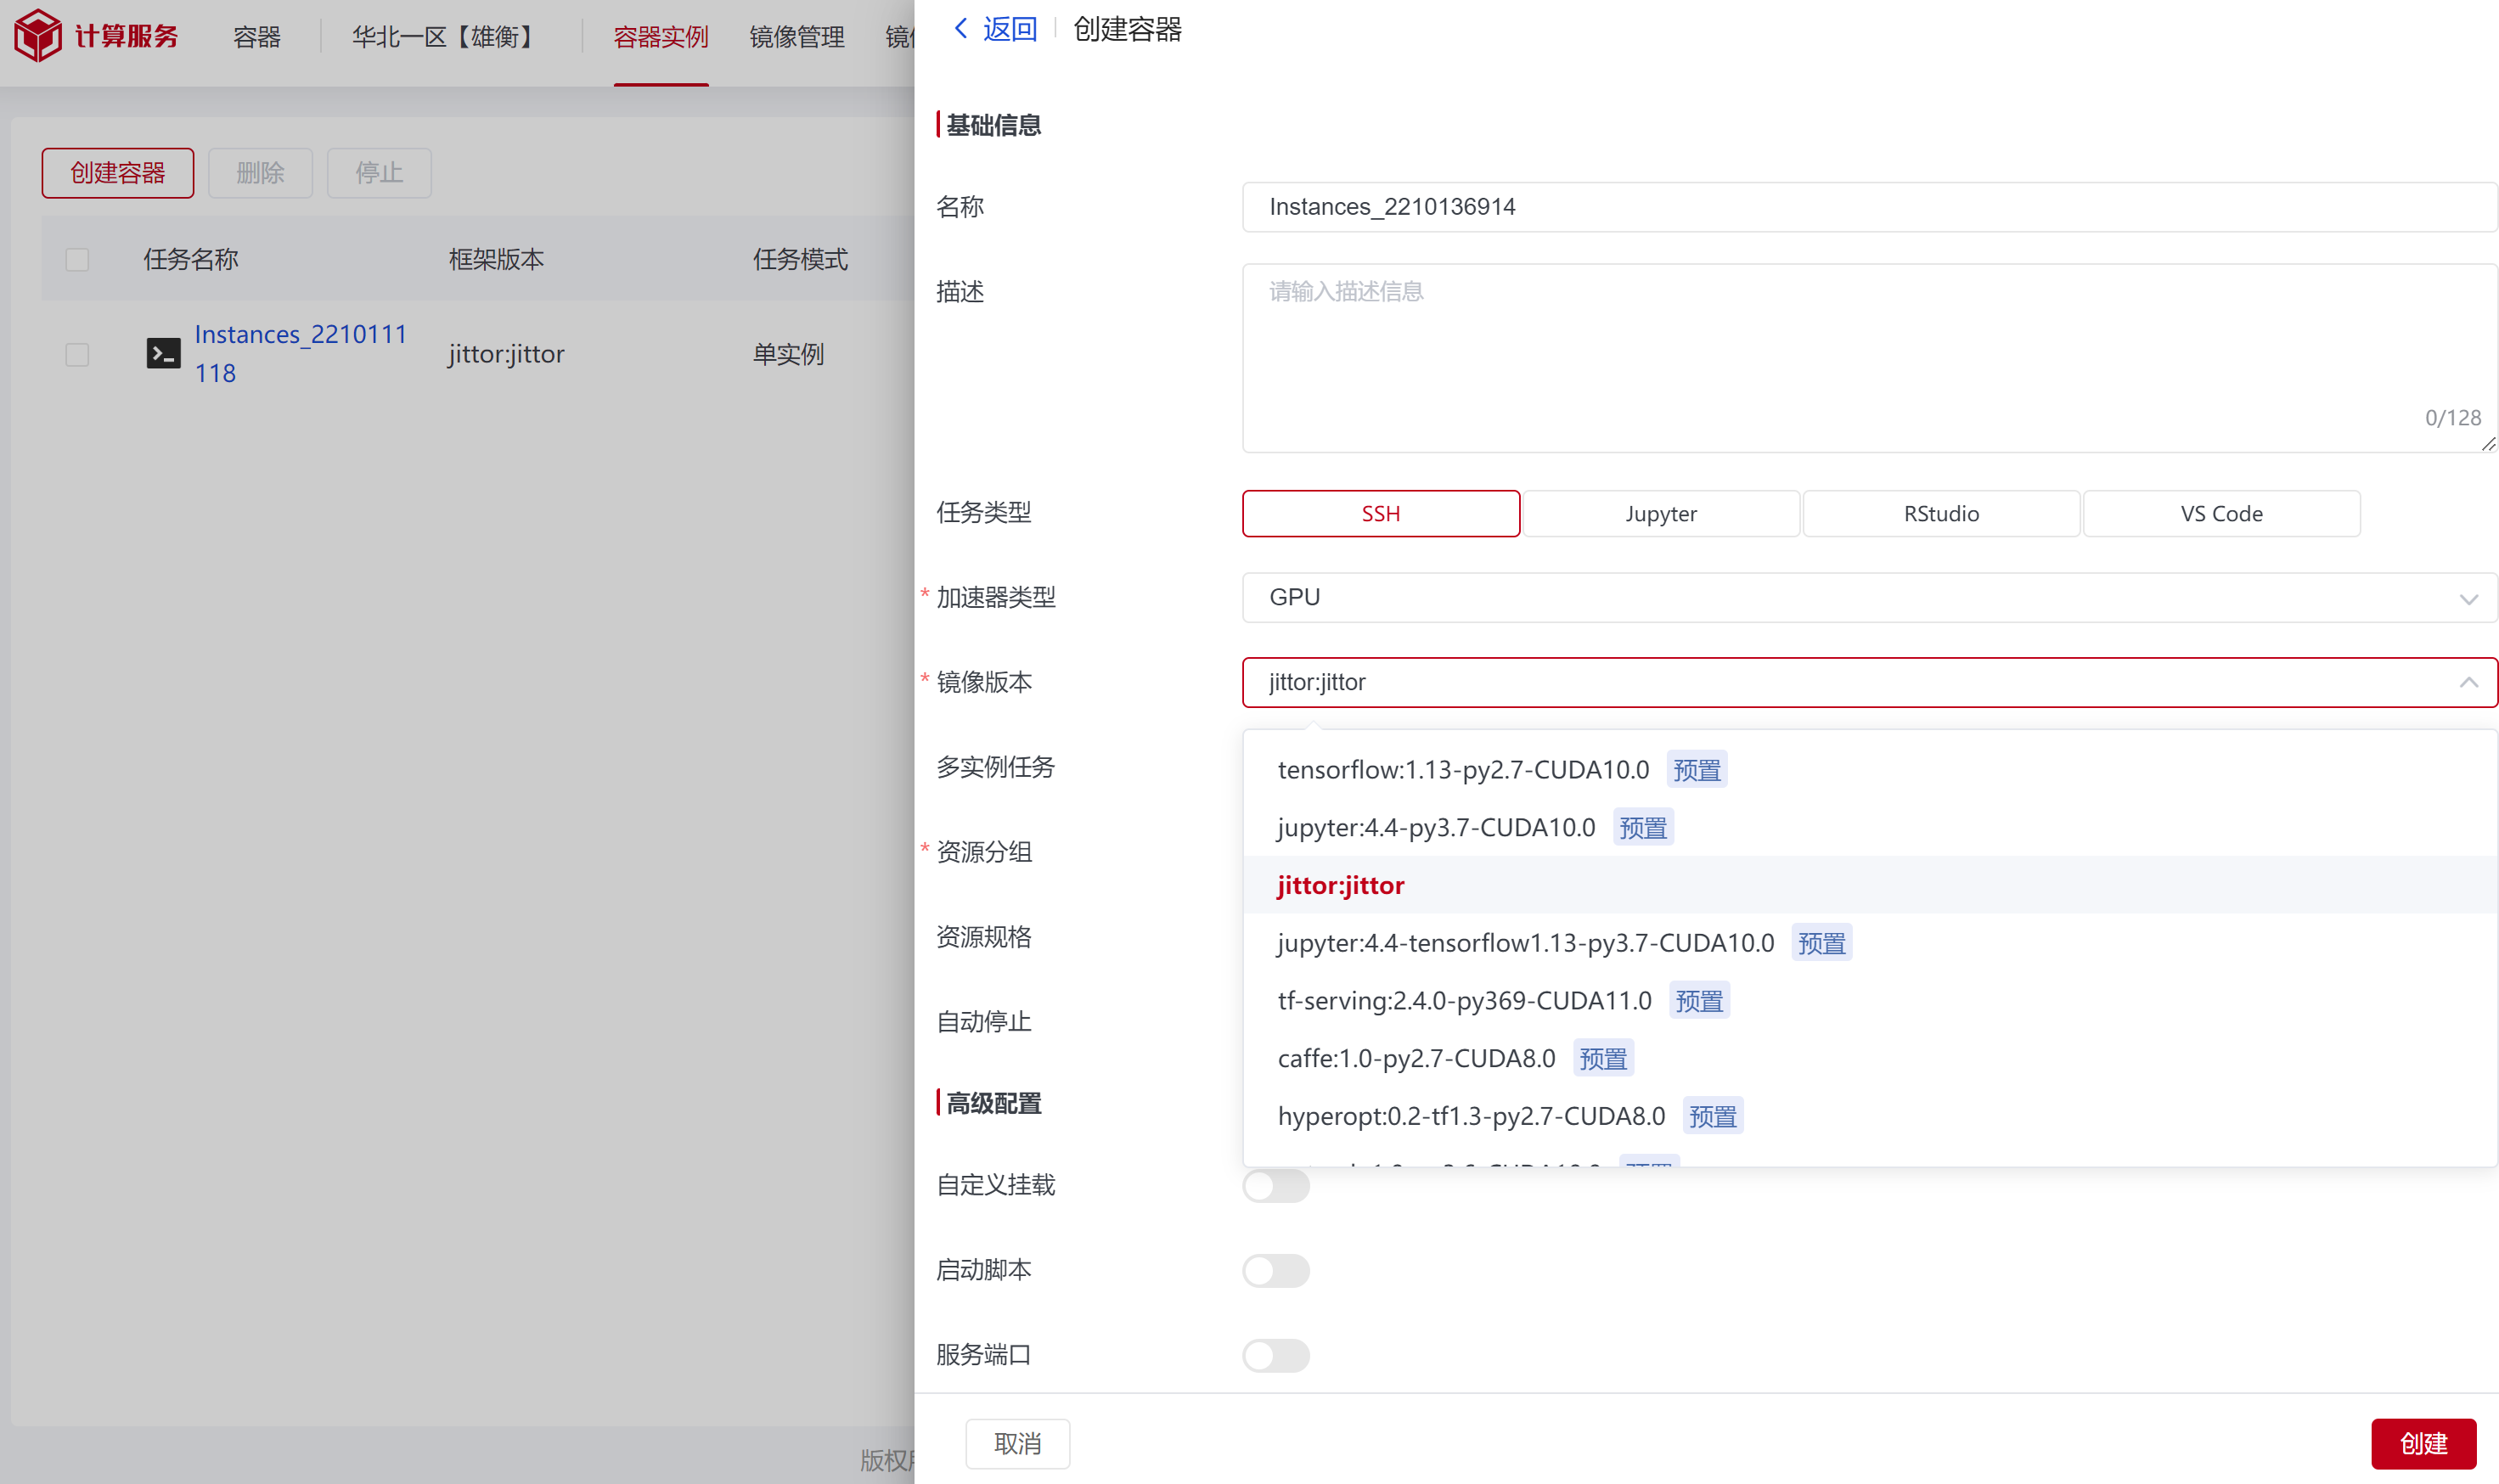 计算服务
容器
华北一区【雄衡】
容器实例
镜像管理
返回
创建容器
创建容器
删除
停止
任务名称
框架版本
任务模式
Instances_2210111
118
jittor:jittor
单实例
版权
基础信息
名称
Instances_2210136914
描述
请输入描述信息
0/128
任务类型
SSH
Jupyter
RStudio
VS Code
* 加速器类型
GPU
* 镜像版本
jittor:jittor
多实例任务
* 资源分组
资源规格
自动停止
tensorflow:1.13-py2.7-CUDA10.0 预置
jupyter:4.4-py3.7-CUDA10.0 预置
jittor:jittor
jupyter:4.4-tensorflow1.13-py3.7-CUDA10.0 预置
tf-serving:2.4.0-py369-CUDA11.0 预置
caffe:1.0-py2.7-CUDA8.0 预置
hyperopt:0.2-tf1.3-py2.7-CUDA8.0 预置
高级配置
自定义挂载
启动脚本
服务端口
取消
创建